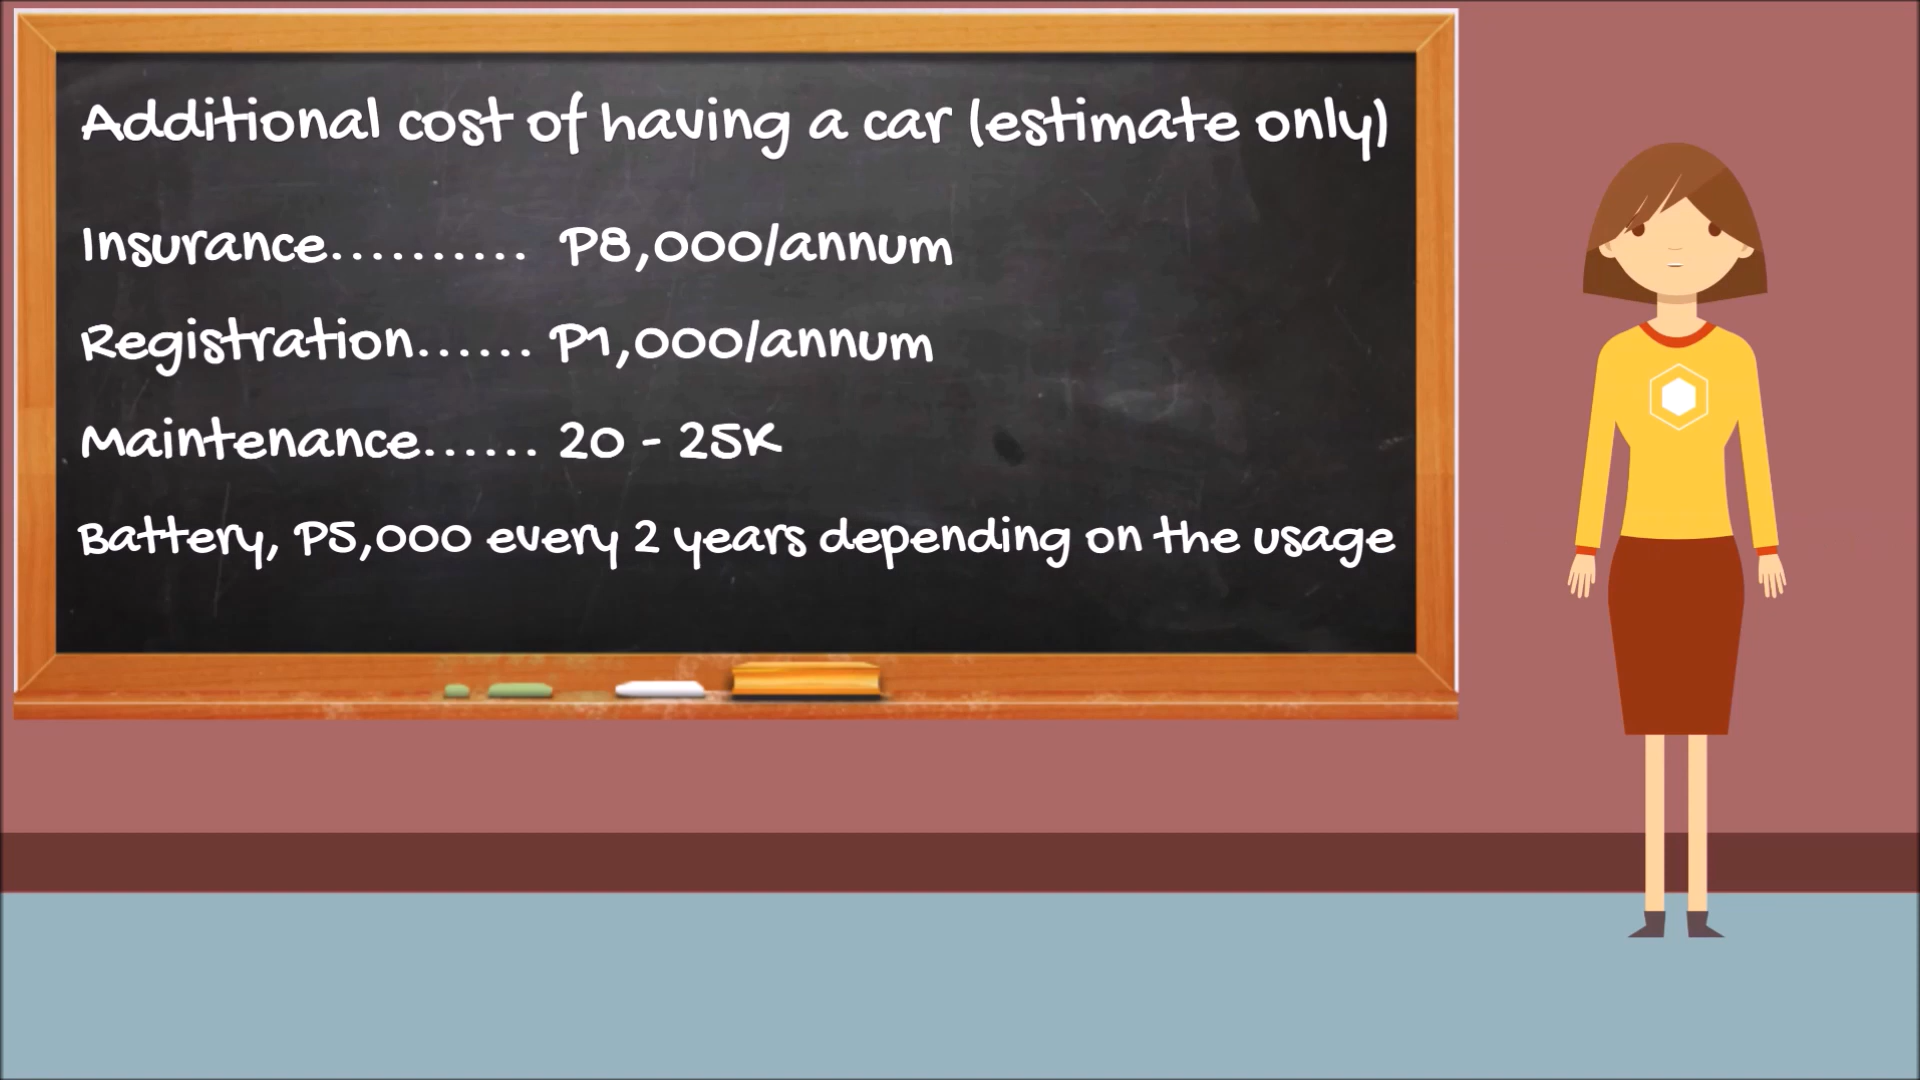 Additional cost of having a car (estimate only)
Insurance.......... P8,000/annum
Registration...... P1,000/annum
Maintenance...... 20 - 25K
Battery, P5,000 every 2 years depending on the usage